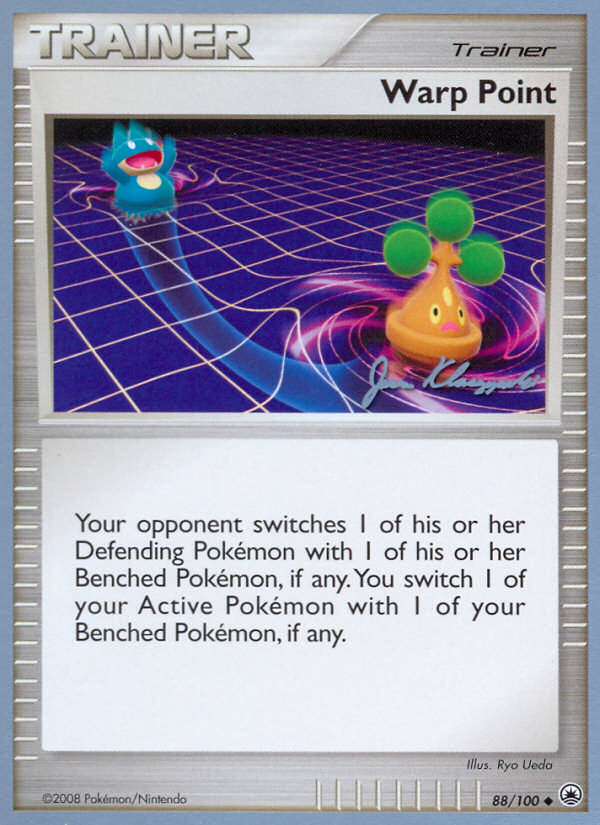 TRAINER
Trainer
Warp Point
Jason Klaczynski
Your opponent switches 1 of his or her
Defending Pokémon with 1 of his or her
Benched Pokémon, if any. You switch 1 of
your Active Pokémon with 1 of your
Benched Pokémon, if any.
Illus. Ryo Ueda
©2008 Pokémon/Nintendo
88/100